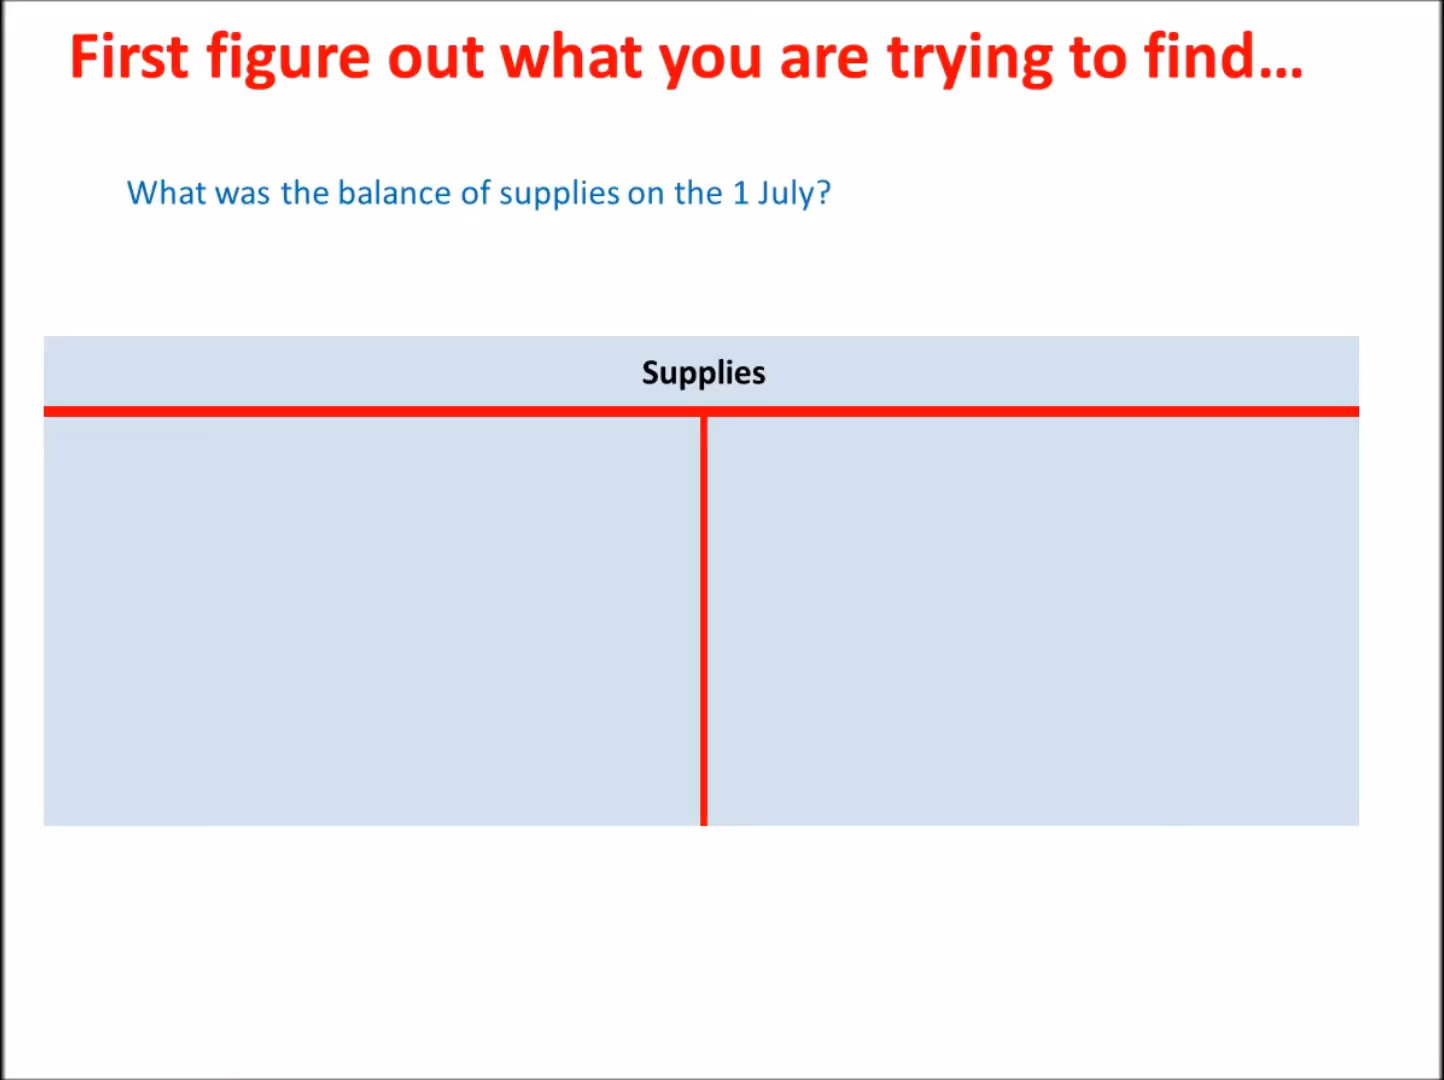 First figure out what you are trying to find...
What was the balance of supplies on the 1 July?
Supplies